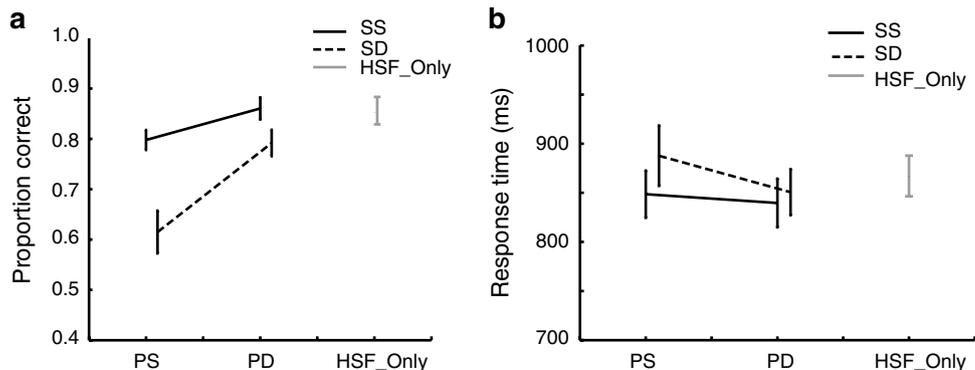 a
SS
SD
HSF_Only
Proportion correct
1.0
0.9
0.8
0.7
0.6
0.5
0.4
PS PD HSF_Only
b
SS
SD
HSF_Only
Response time (ms)
1000
900
800
700
PS PD HSF_Only